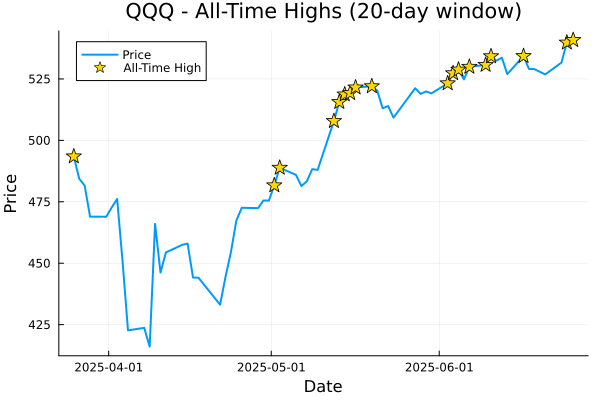 QQQ - All-Time Highs (20-day window)
Price
All-Time High
Price
525
500
475
450
425
2025-04-01
2025-05-01
2025-06-01
Date